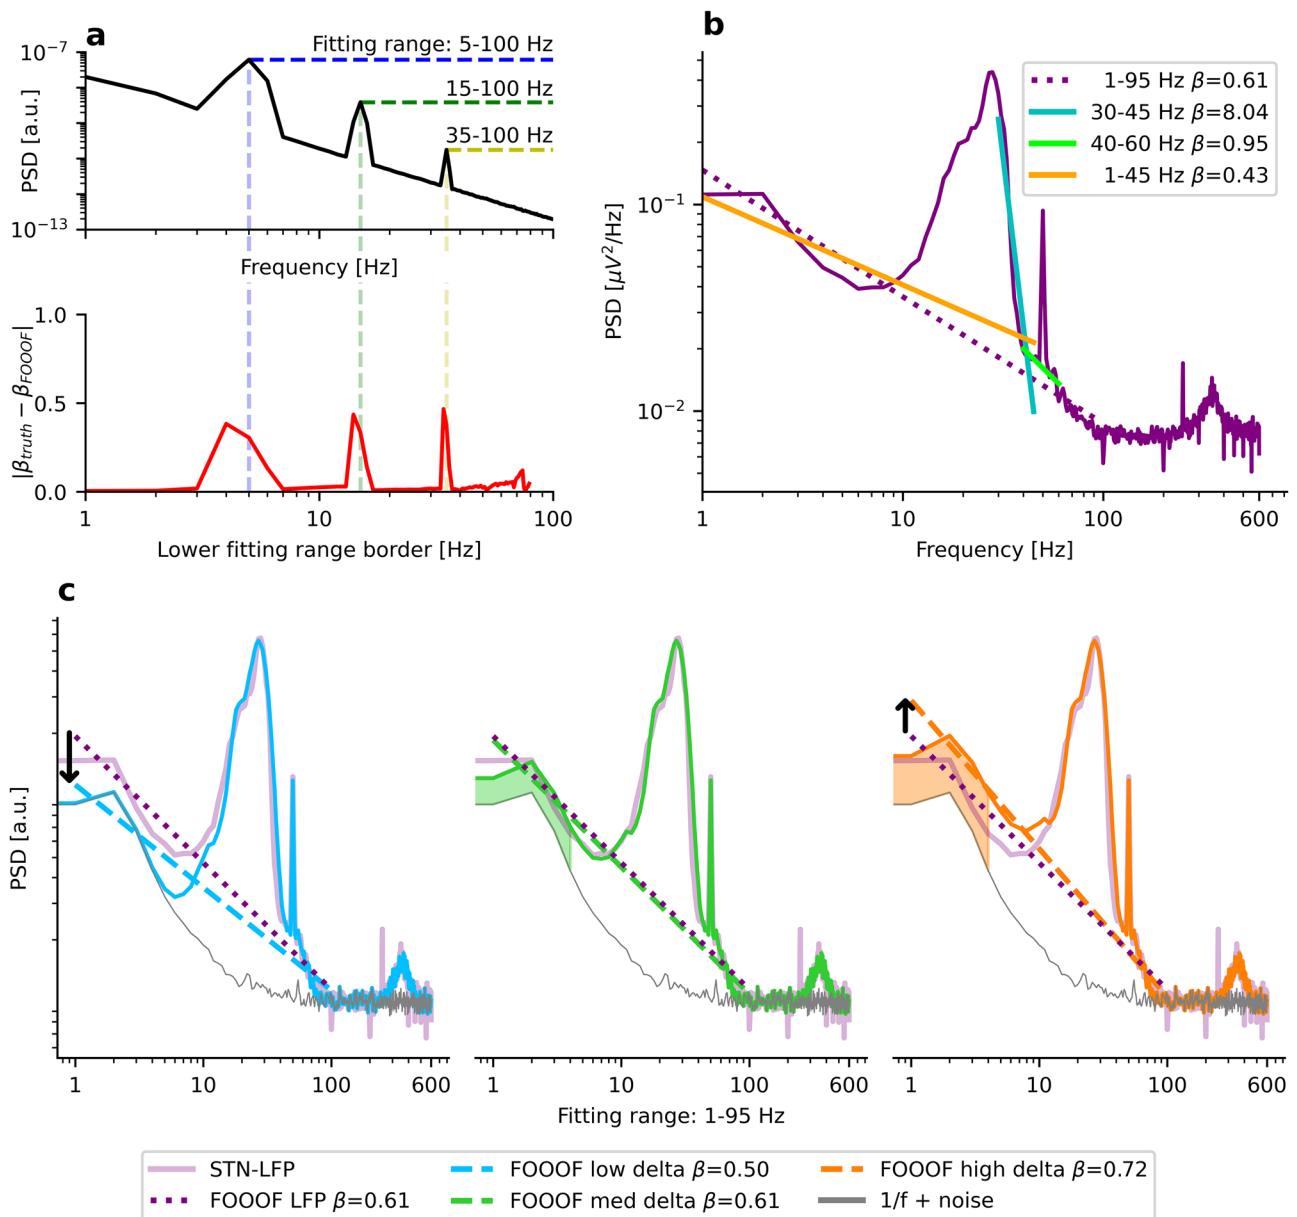 a
10^-7
10^-13
PSD [a.u.]
Fitting range: 5-100 Hz
15-100 Hz
35-100 Hz
10
100
Frequency [Hz]
|β_truth − β_FOOOF|
1.0
0.5
0.0
1
10
100
Lower fitting range border [Hz]
b
PSD [μV^2/Hz]
10^-1
10^-2
1-95 Hz β=0.61
30-45 Hz β=8.04
40-60 Hz β=0.95
1-45 Hz β=0.43
1
10
100
600
Frequency [Hz]
c
PSD [a.u.]
1
10
100
600
1
10
100
600
1
10
100
600
Fitting range: 1-95 Hz
STN-LFP
FOOOF LFP β=0.61
FOOOF low delta β=0.50
FOOOF med delta β=0.61
FOOOF high delta β=0.72
1/f + noise